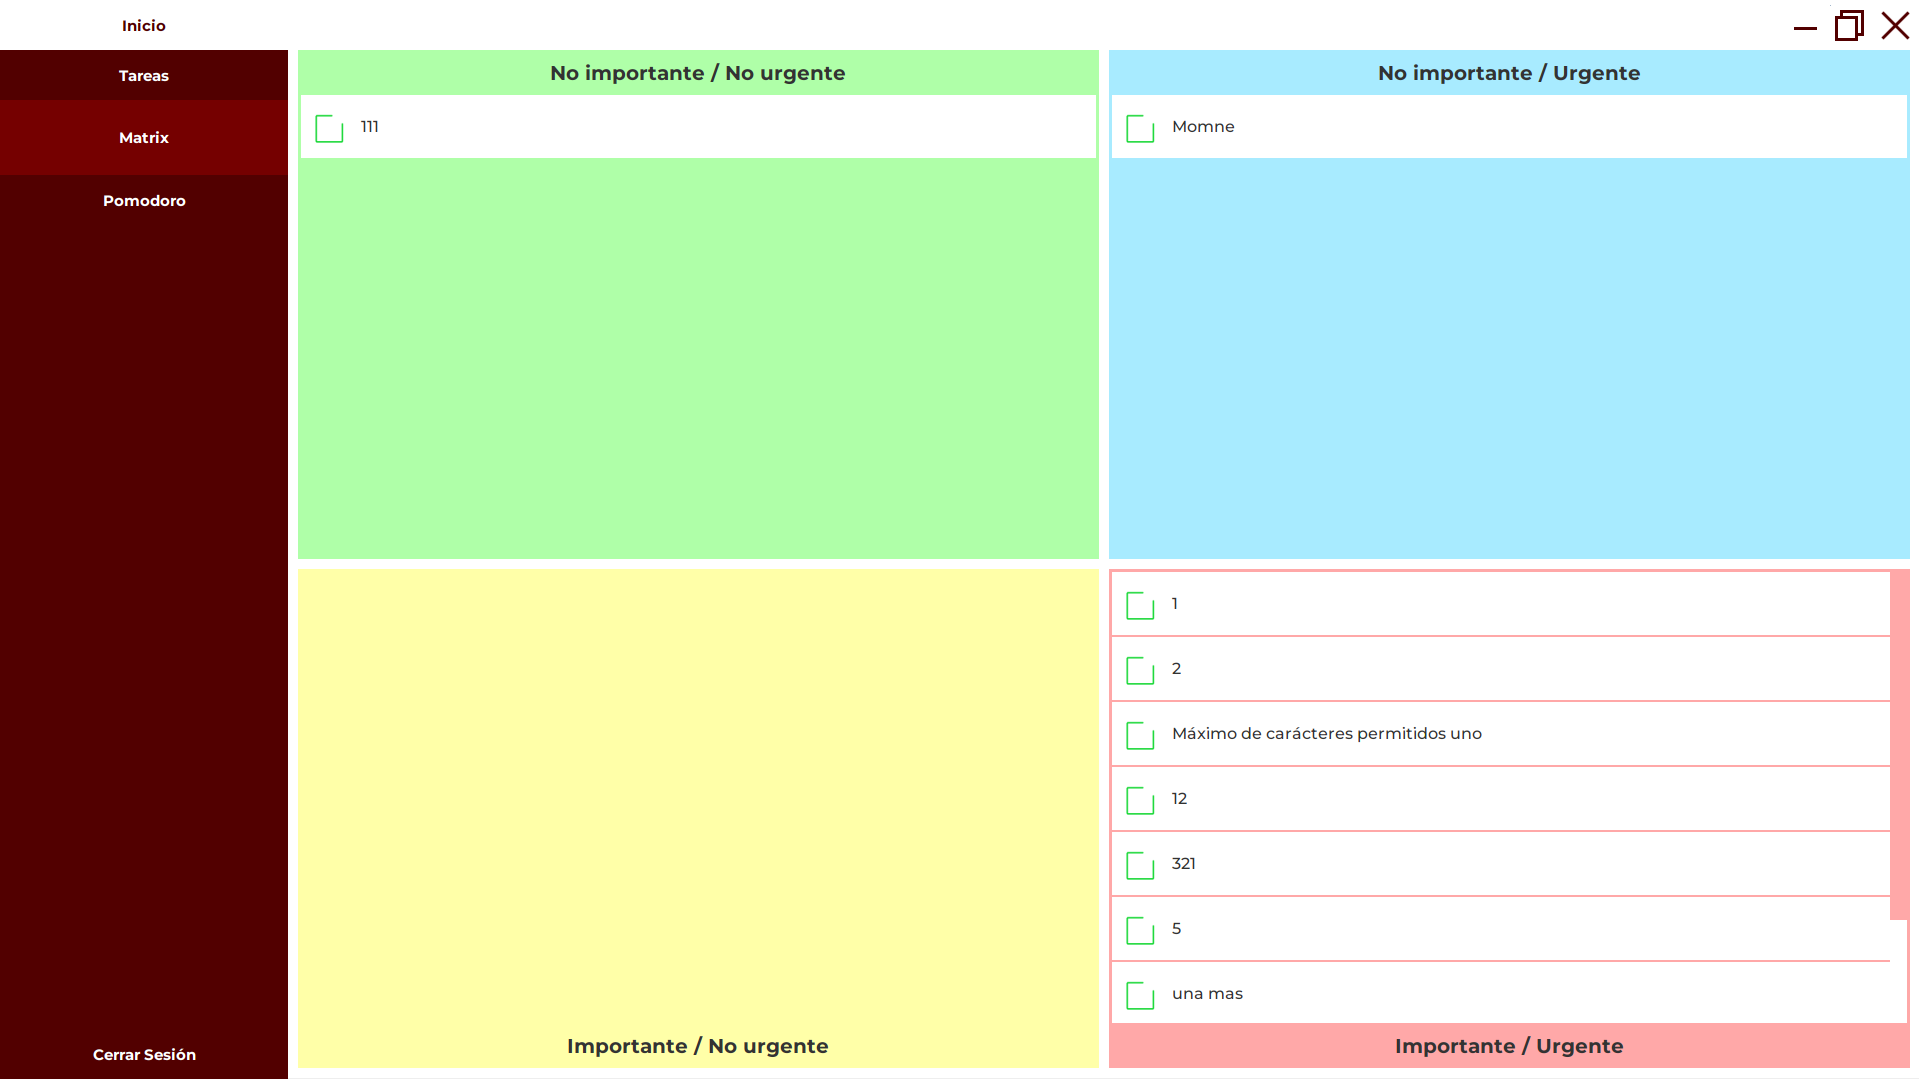 Inicio
Tareas
Matrix
Pomodoro
Cerrar Sesión
No importante / No urgente
111
No importante / Urgente
Momne
Importante / No urgente
1
2
Máximo de carácteres permitidos uno
12
321
5
una mas
Importante / Urgente